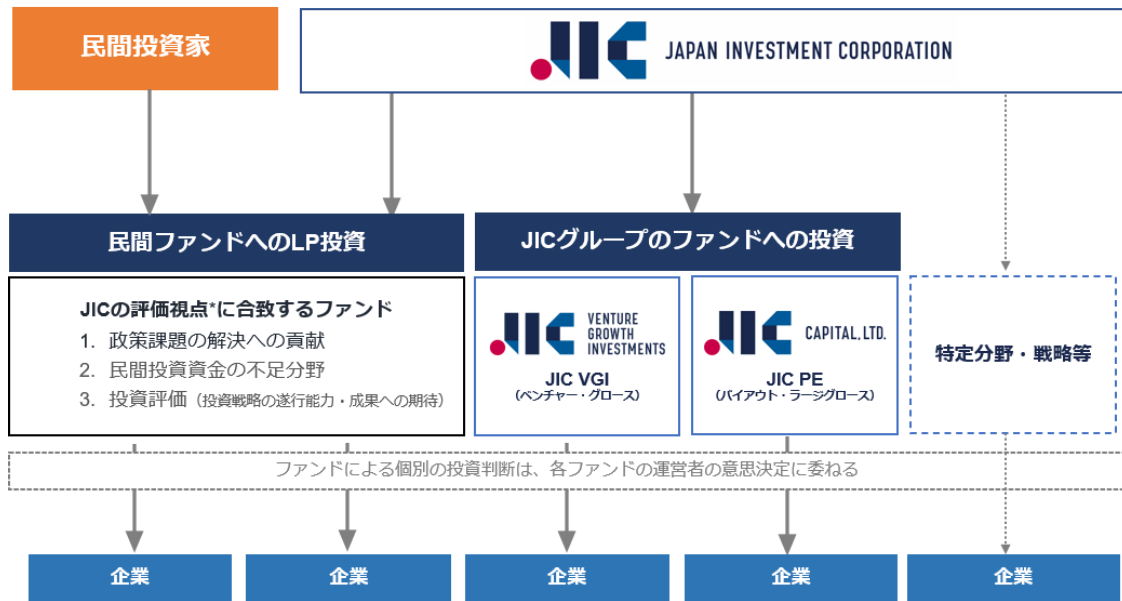 民間投資家
JIC JAPAN INVESTMENT CORPORATION
民間ファンドへのLP投資
JICグループのファンドへの投資
JICの評価視点*に合致するファンド
1. 政策課題の解決への貢献
2. 民間投資資金の不足分野
3. 投資評価（投資戦略の遂行能力・成果への期待）
JIC VENTURE
GROWTH
INVESTMENTS
JIC VGI
（ベンチャー・グロース）
JIC CAPITAL, LTD.
JIC PE
（バイアウト・ラージグロース）
特定分野・戦略等
ファンドによる個別の投資判断は、各ファンドの運営者の意思決定に委ねる
企業
企業
企業
企業
企業